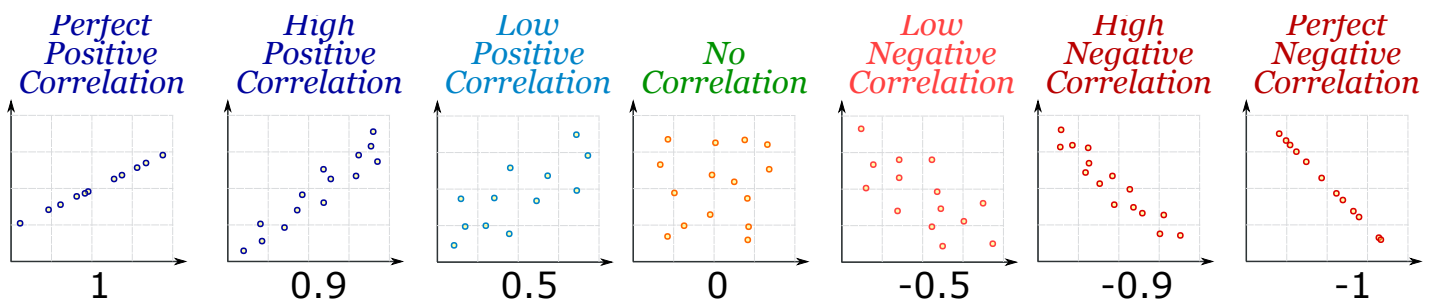 Perfect
Positive
Correlation
High
Positive
Correlation
Low
Positive
Correlation
No
Correlation
Low
Negative
Correlation
High
Negative
Correlation
Perfect
Negative
Correlation
1
0.9
0.5
0
-0.5
-0.9
-1